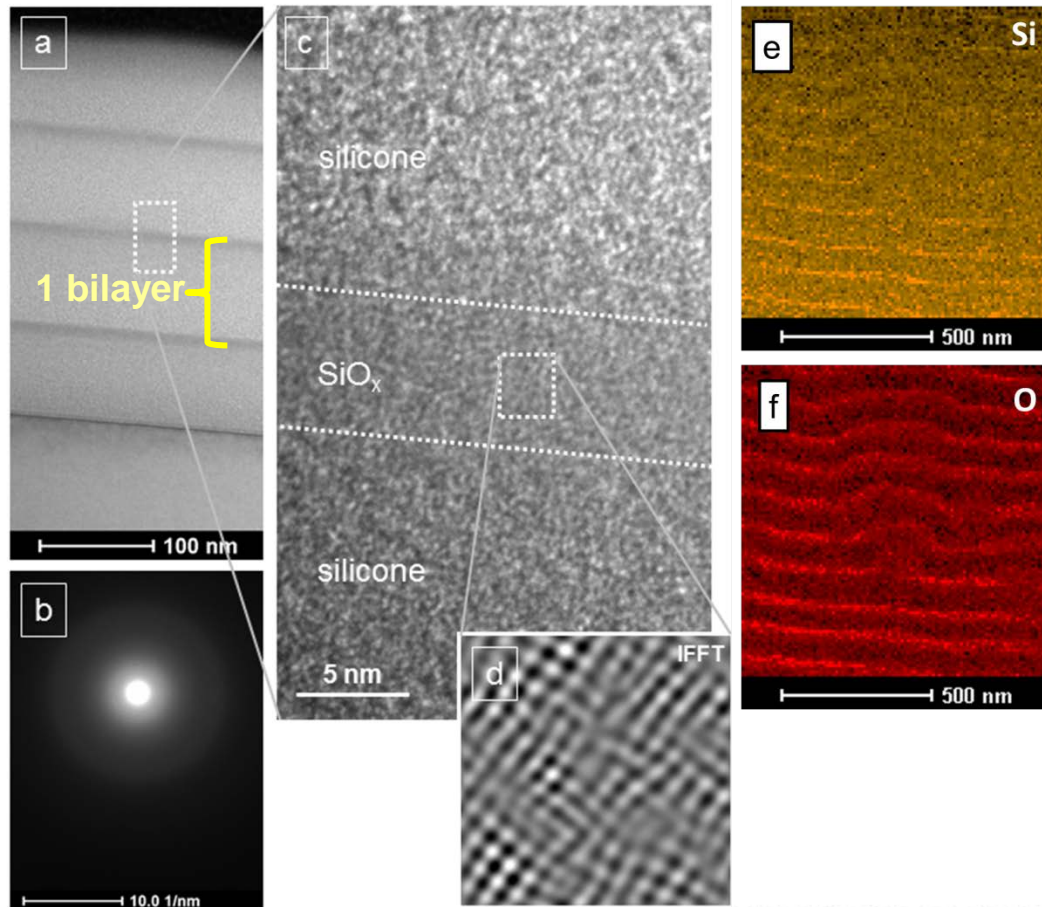 a
1 bilayer
100 nm
b
10.0 1/nm
c
silicone
SiOₓ
silicone
5 nm
d
IFFT
e
Si
500 nm
f
O
500 nm